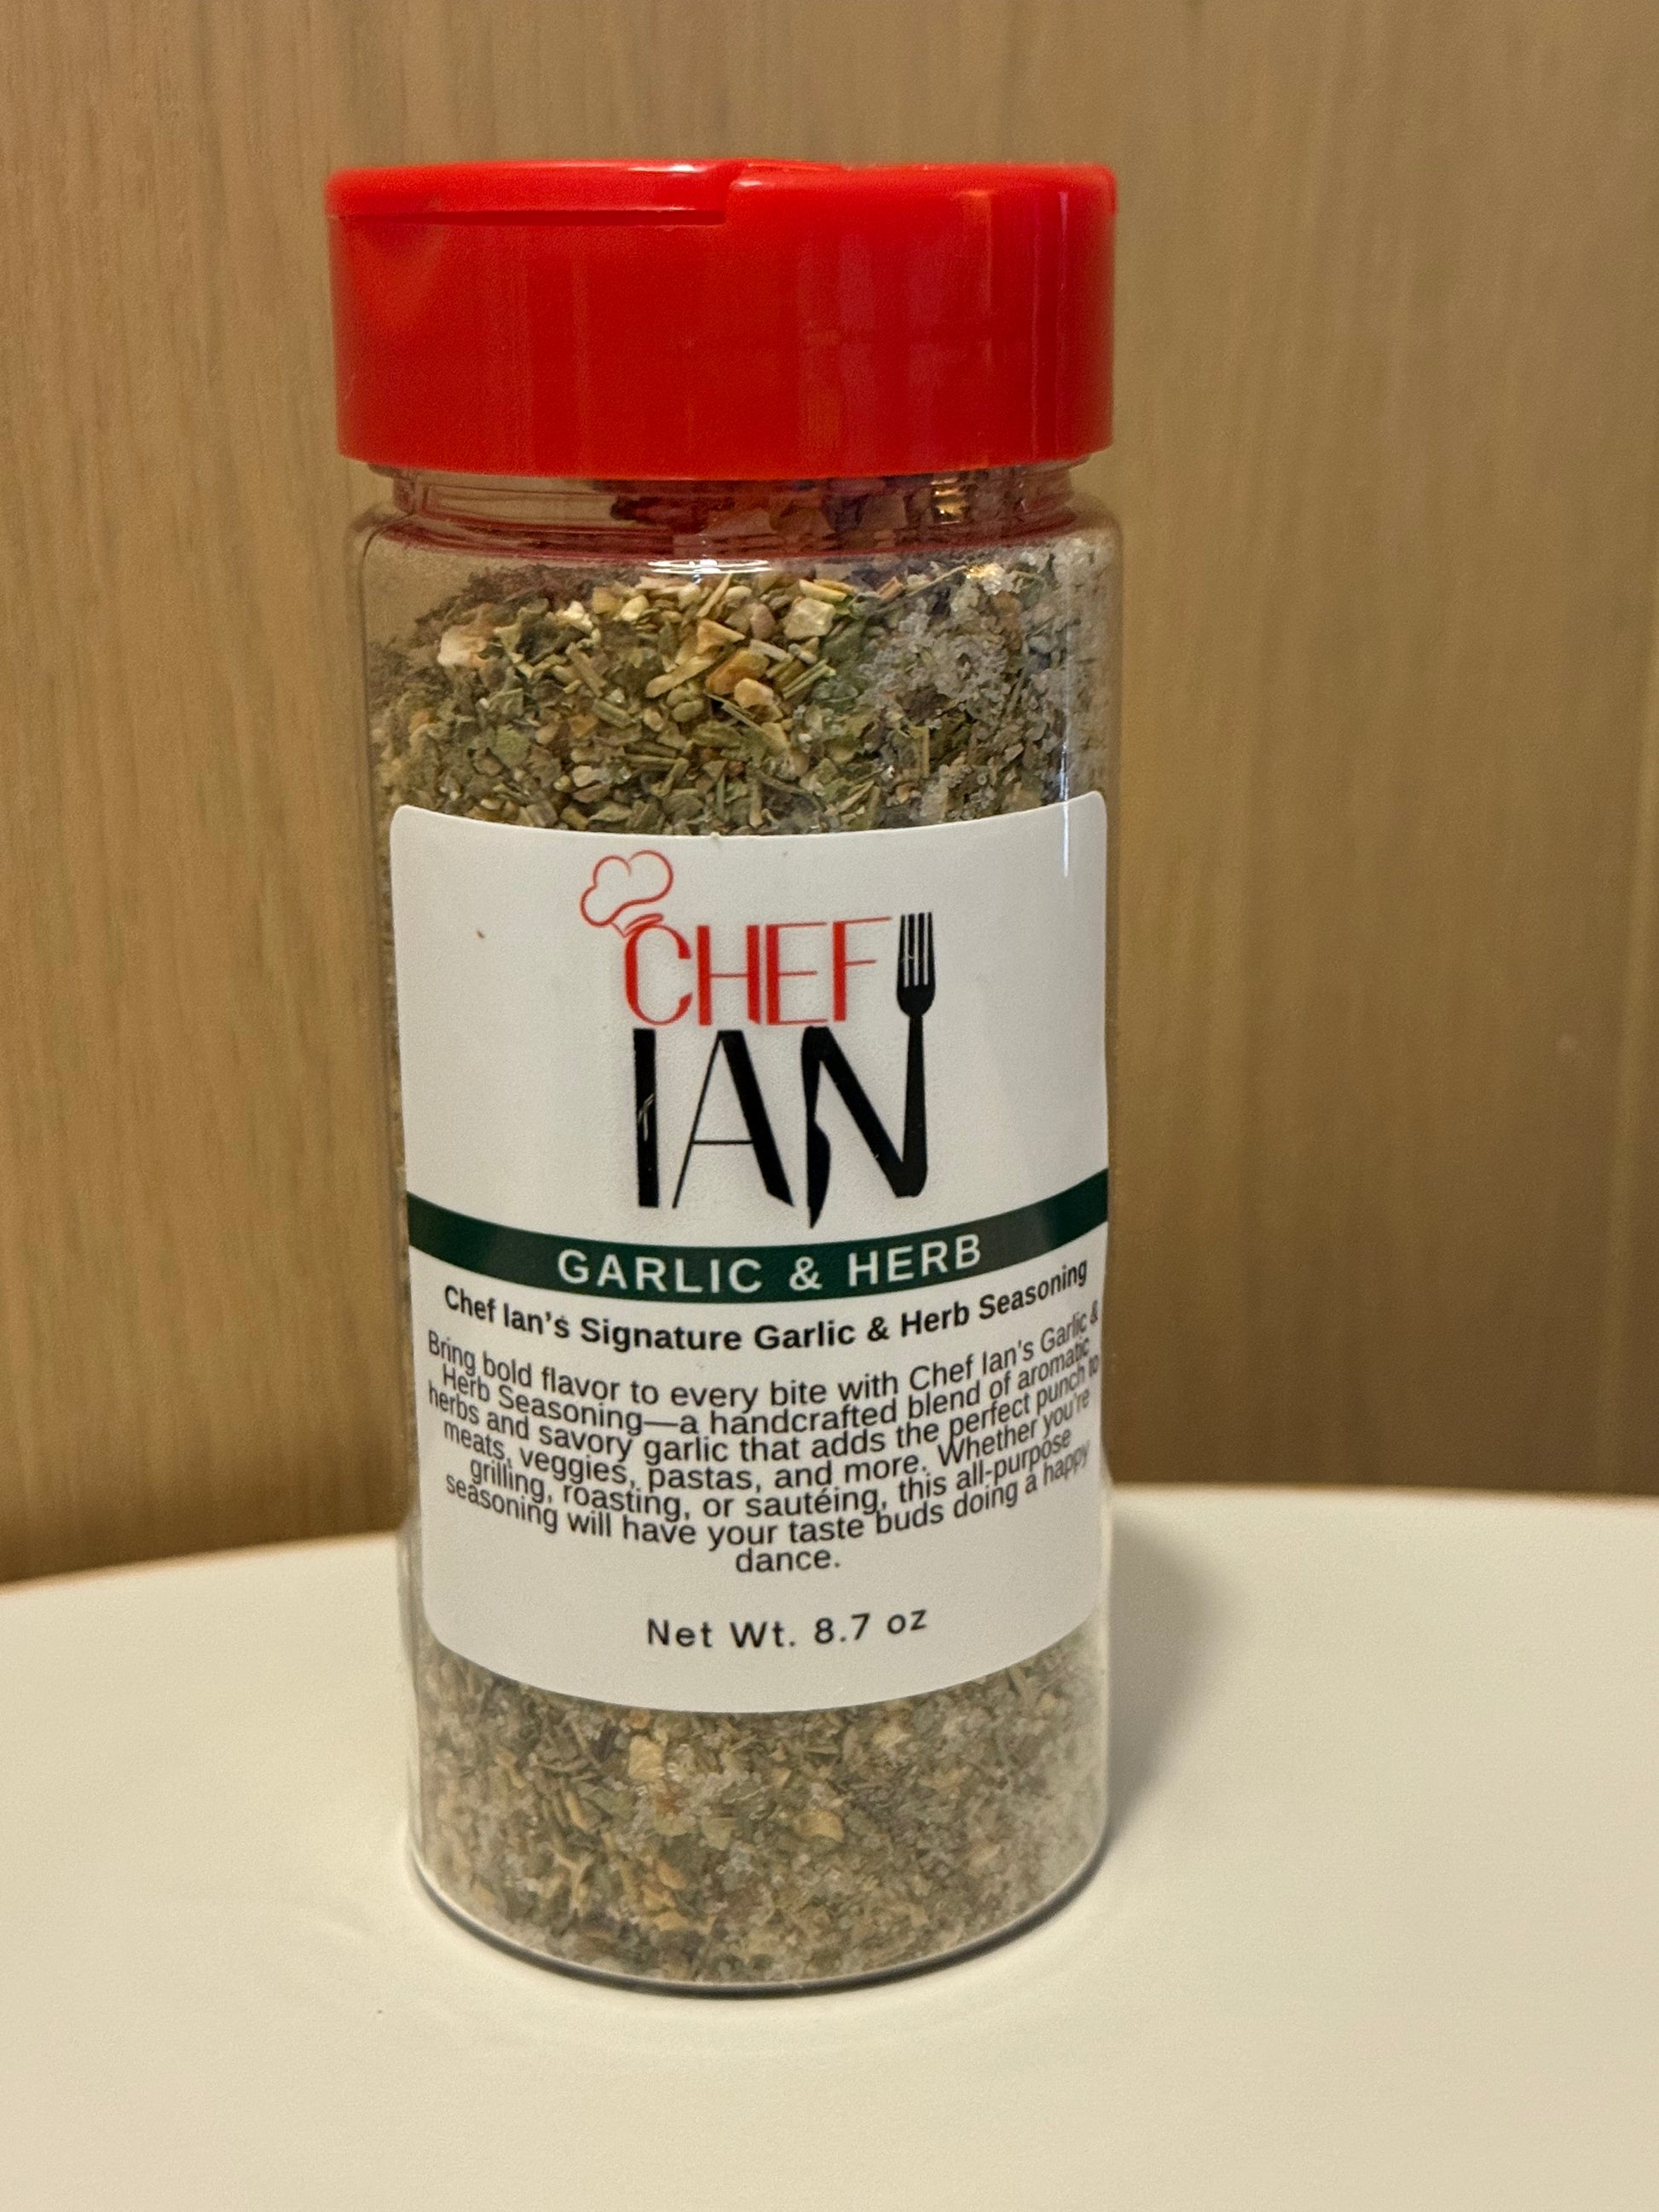 CHEF
IAN
GARLIC & HERB
Chef Ian's Signature Garlic & Herb Seasoning
Bring bold flavor to every bite with Chef Ian's Garlic &
Herb Seasoning—a handcrafted blend of aromatic
herbs and savory garlic that adds the perfect punch to
meats, veggies, pastas, and more. Whether you're
grilling, roasting, or sautéing, this all-purpose
seasoning will have your taste buds doing a happy
dance.
Net Wt. 8.7 oz